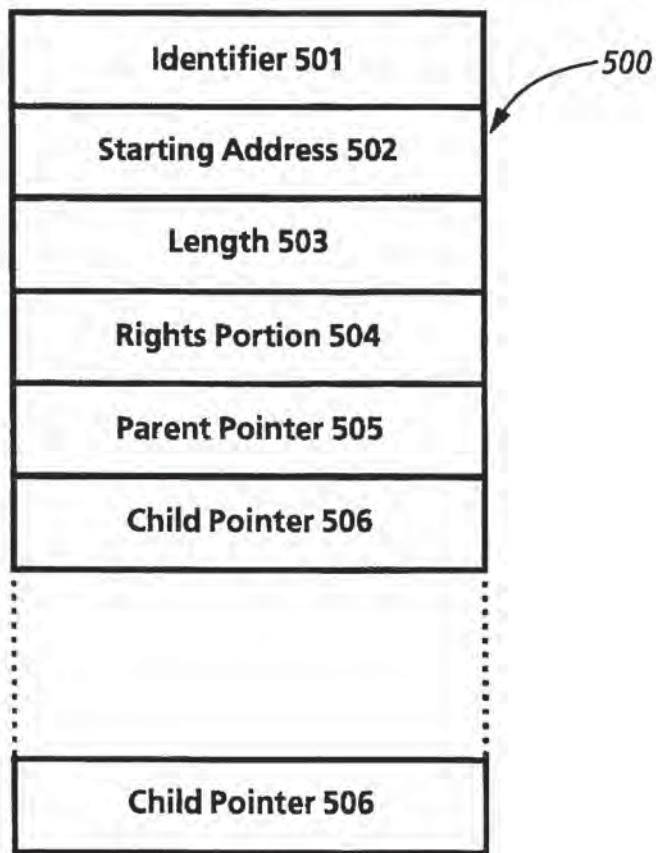 Identifier 501
500
Starting Address 502
Length 503
Rights Portion 504
Parent Pointer 505
Child Pointer 506
Child Pointer 506